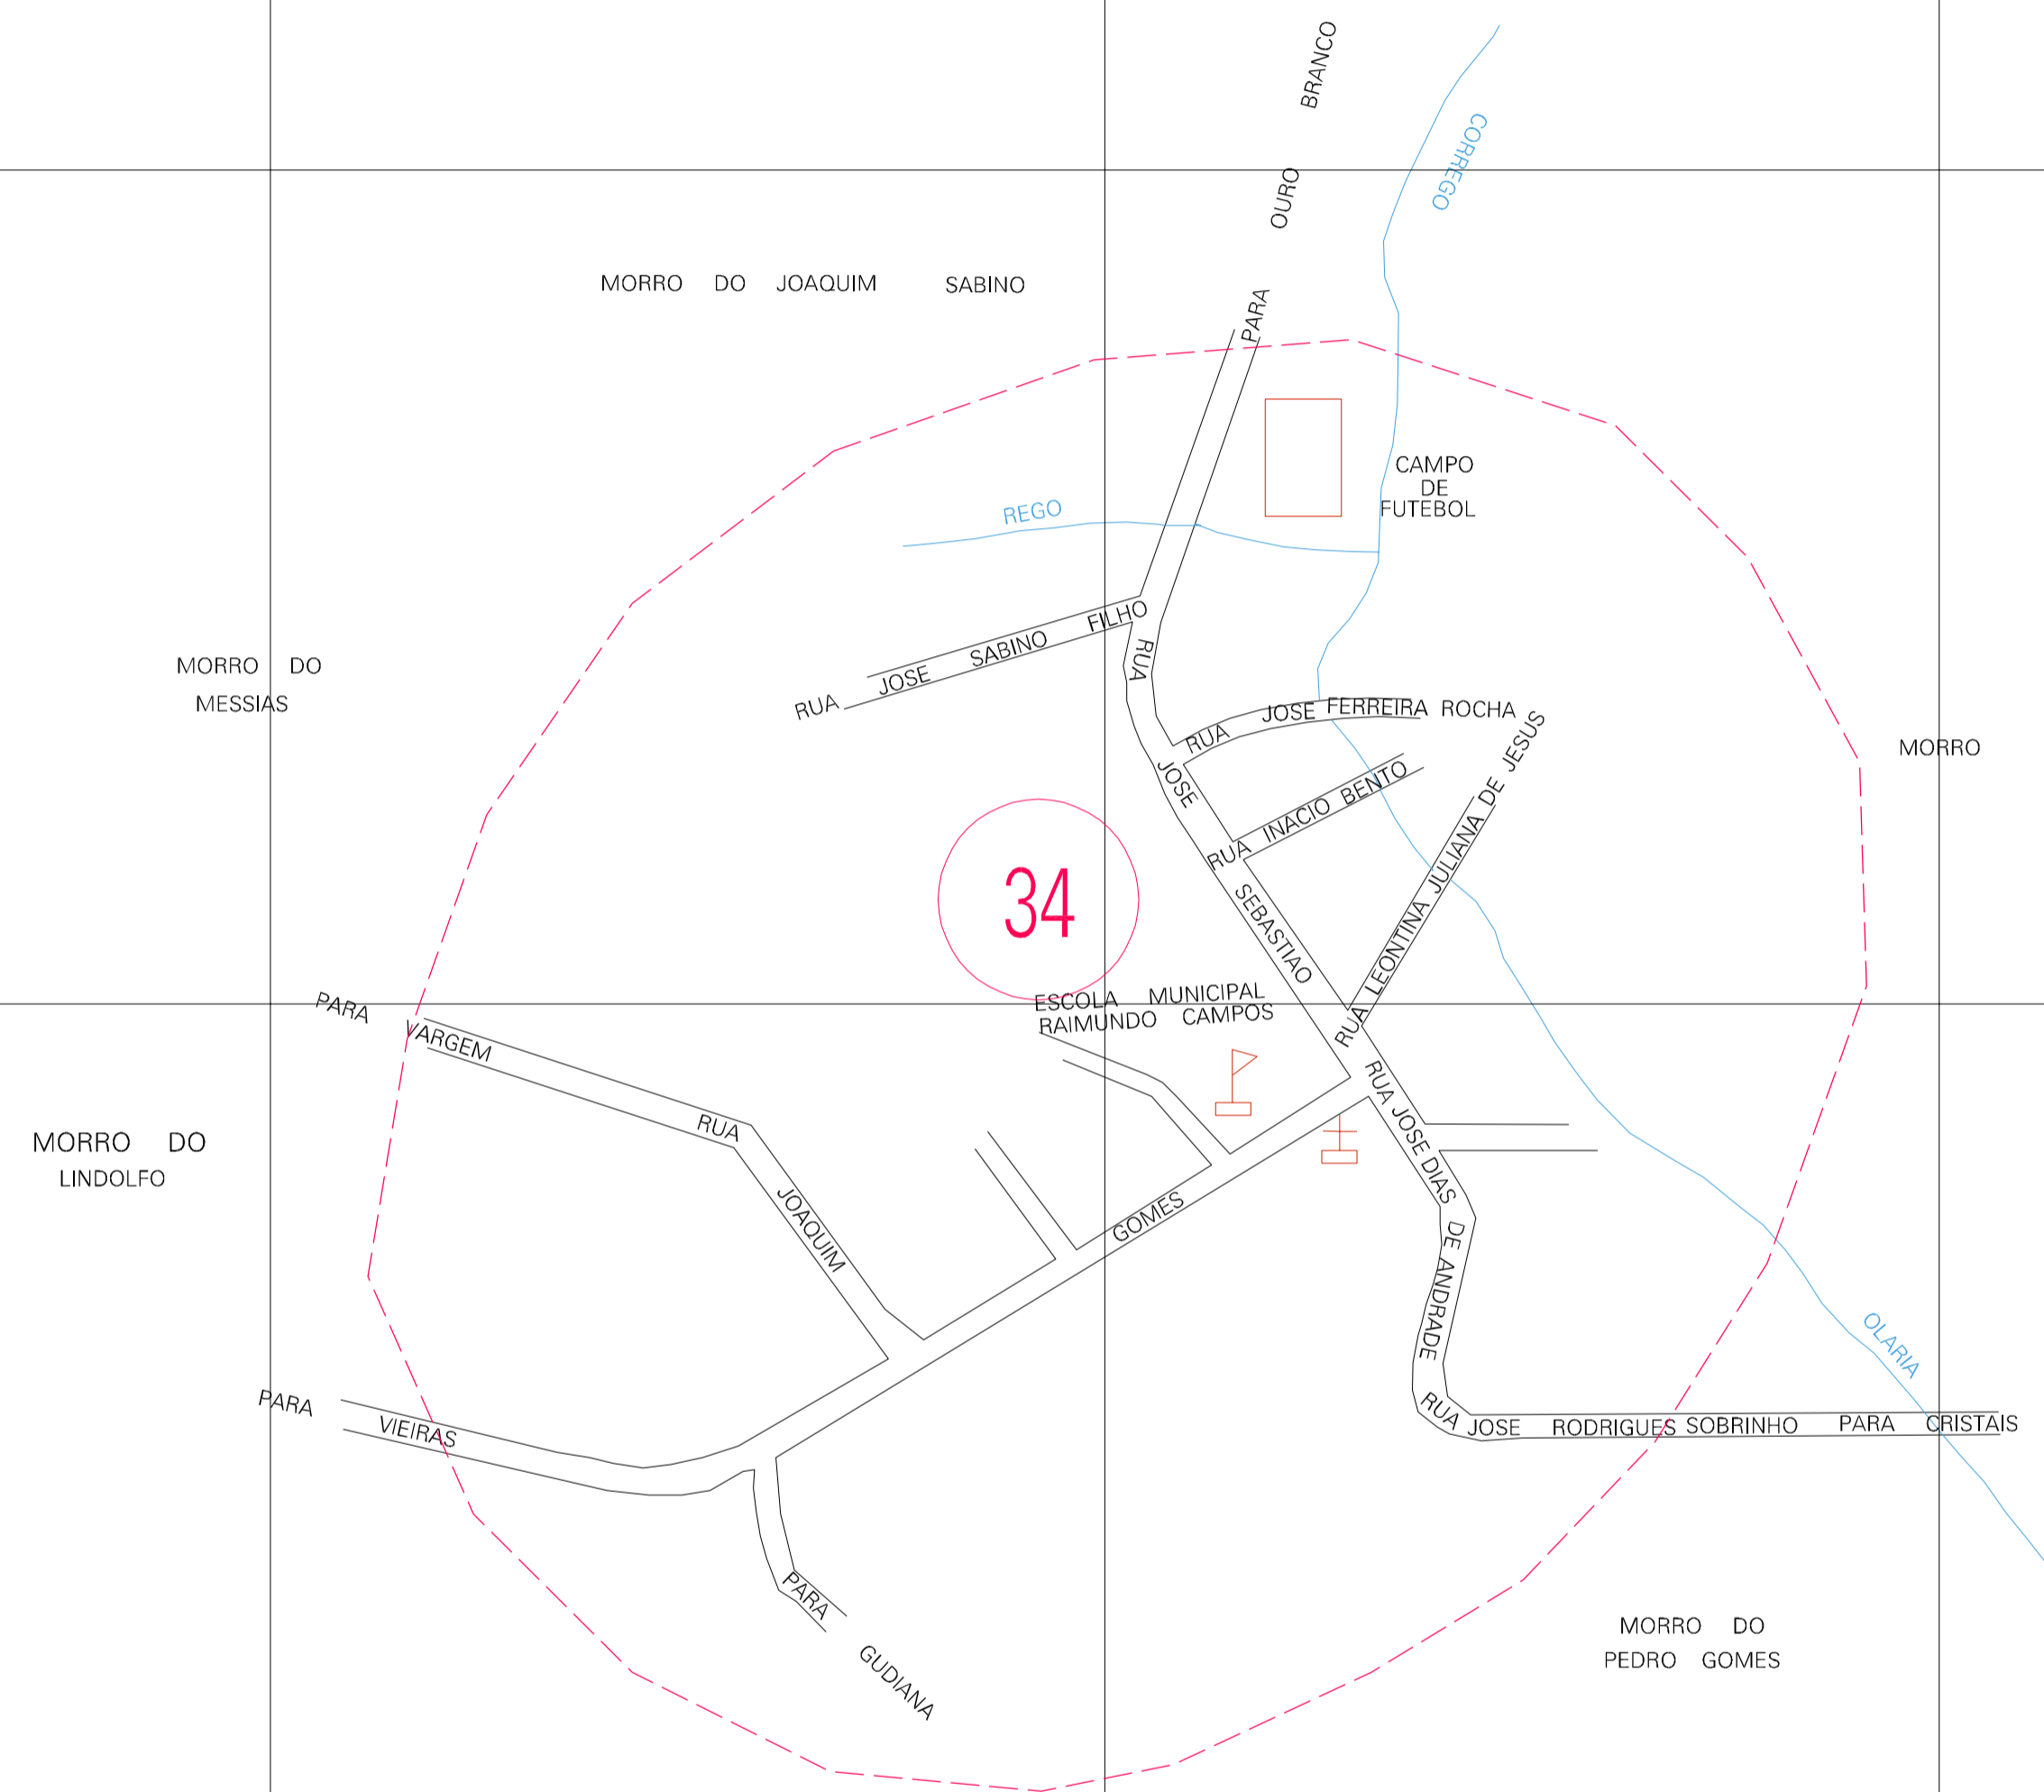 PARA OURO BRANCO
CORREGO
MORRO DO JOAQUIM SABINO
CAMPO
DE
FUTEBOL
REGO
RUA JOSE SABINO FILHO
MORRO DO
MESSIAS
RUA JOSE SEBASTIAO
RUA JOSE FERREIRA ROCHA
MORRO
RUA INACIO BENTO
RUA LEONTINA JULIANA DE JESUS
34
ESCOLA MUNICIPAL
RAIMUNDO CAMPOS
PARA VARGEM
RUA JOAQUIM GOMES
MORRO DO
LINDOLFO
RUA JOSE DIAS DE ANDRADE
OLARIA
PARA VIEIRAS
RUA JOSE RODRIGUES SOBRINHO PARA CRISTAIS
PARA GUDIANA
MORRO DO
PEDRO GOMES